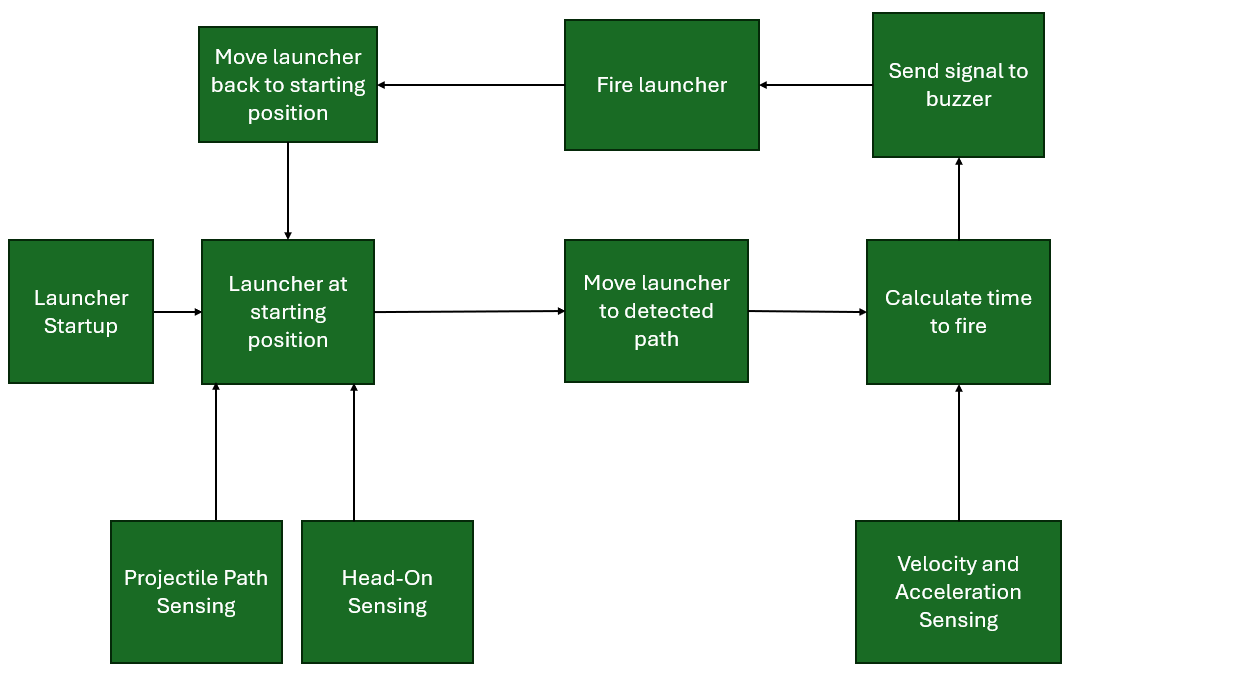 Move launcher
back to starting
position
Fire launcher
Send signal to
buzzer
Launcher
Startup
Launcher at
starting
position
Move launcher
to detected
path
Calculate time
to fire
Projectile Path
Sensing
Head-On
Sensing
Velocity and
Acceleration
Sensing